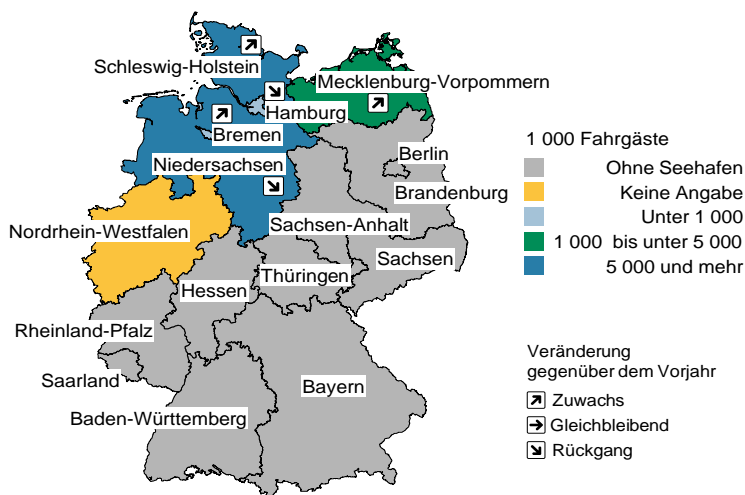 Schleswig-Holstein
Mecklenburg-Vorpommern
Hamburg
Bremen
Niedersachsen
Berlin
Brandenburg
Nordrhein-Westfalen
Sachsen-Anhalt
Sachsen
Thüringen
Hessen
Rheinland-Pfalz
Saarland
Bayern
Baden-Württemberg
1 000 Fahrgäste
Ohne Seehafen
Keine Angabe
Unter 1 000
1 000 bis unter 5 000
5 000 und mehr
Veränderung
gegenüber dem Vorjahr
Zuwachs
Gleichbleibend
Rückgang